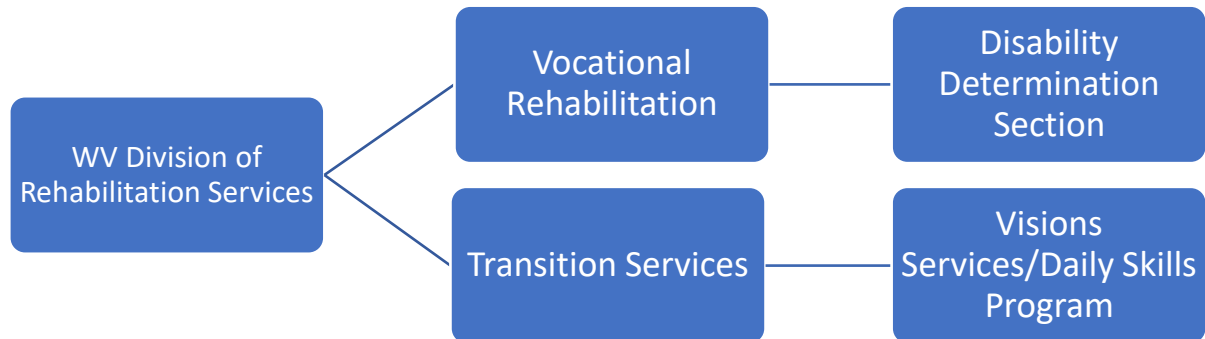 WV Division of
Rehabilitation Services
Vocational
Rehabilitation
Disability
Determination
Section
Transition Services
Visions
Services/Daily Skills
Program